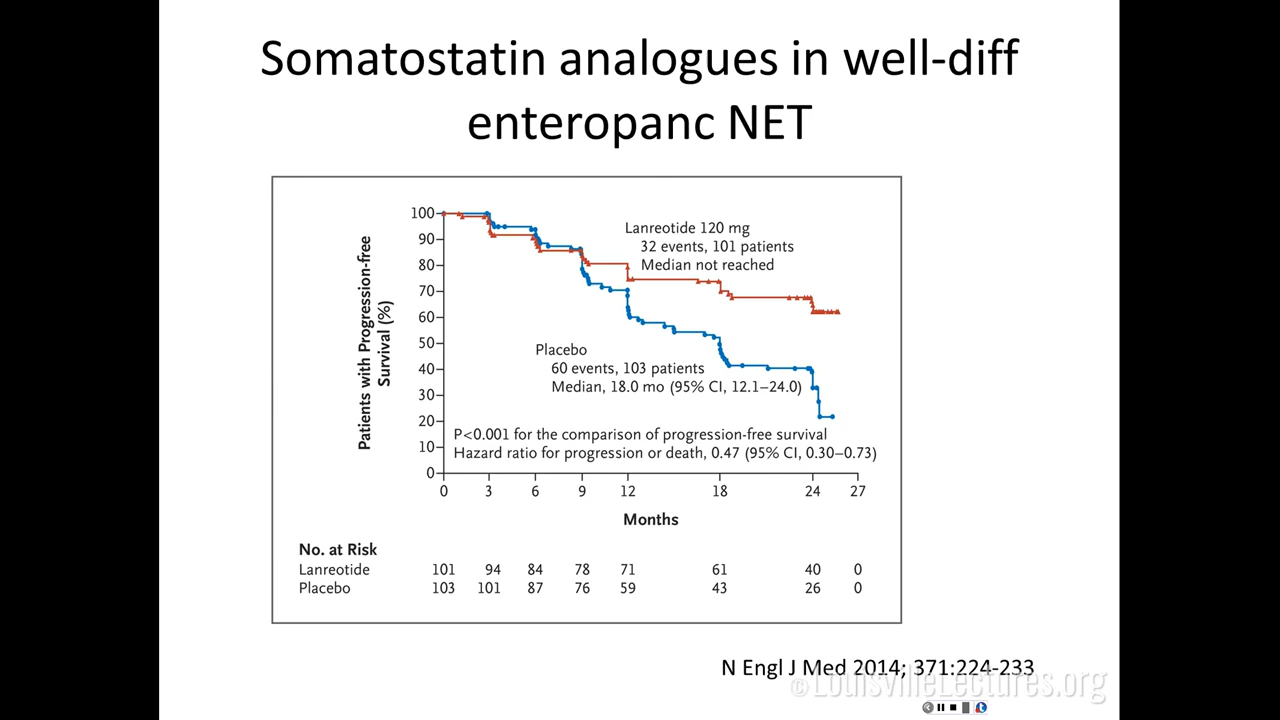 Somatostatin analogues in well-diff
enteropanc NET
Patients with Progression-free
Survival (%)
100
90
80
70
60
50
40
30
20
10
0
Lanreotide 120 mg
32 events, 101 patients
Median not reached
Placebo
60 events, 103 patients
Median, 18.0 mo (95% CI, 12.1–24.0)
P<0.001 for the comparison of progression-free survival
Hazard ratio for progression or death, 0.47 (95% CI, 0.30–0.73)
0 3 6 9 12 18 24 27
Months
No. at Risk
Lanreotide 101 94 84 78 71 61 40 0
Placebo 103 101 87 76 59 43 26 0
N Engl J Med 2014; 371:224-233
©LouisvilleLectures.org